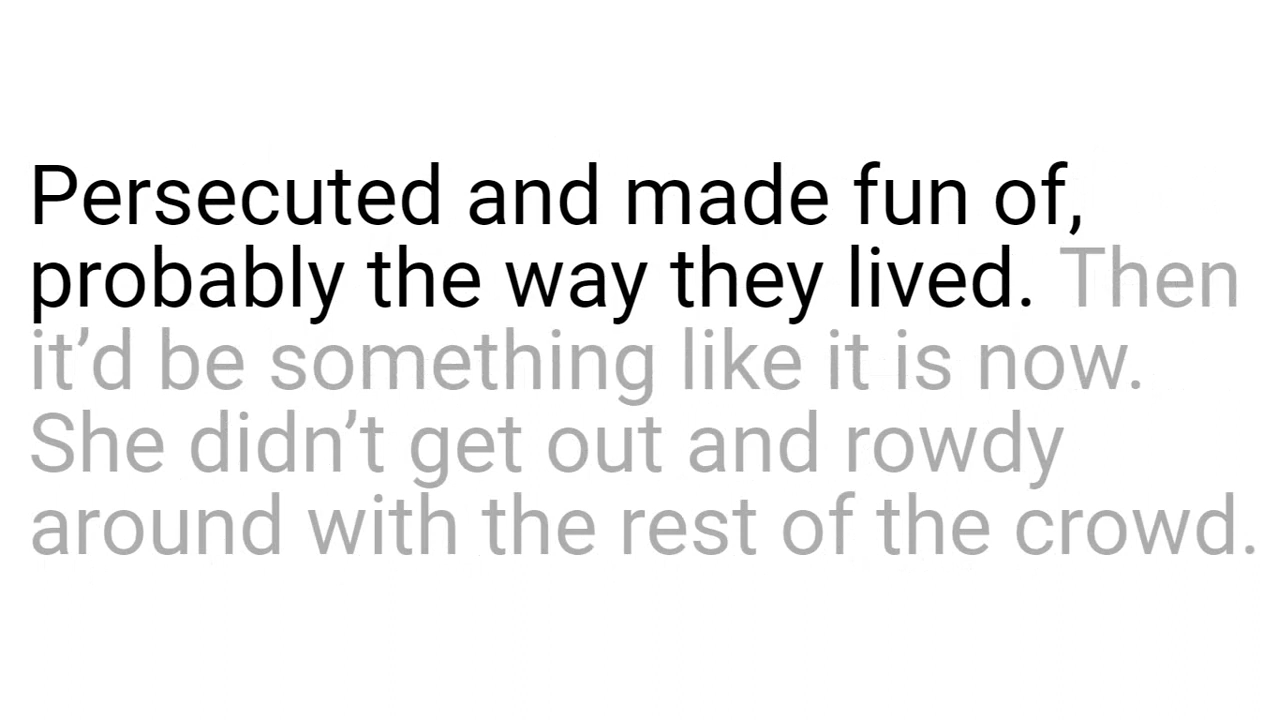 Persecuted and made fun of,
probably the way they lived. Then
it’d be something like it is now.
She didn’t get out and rowdy
around with the rest of the crowd.